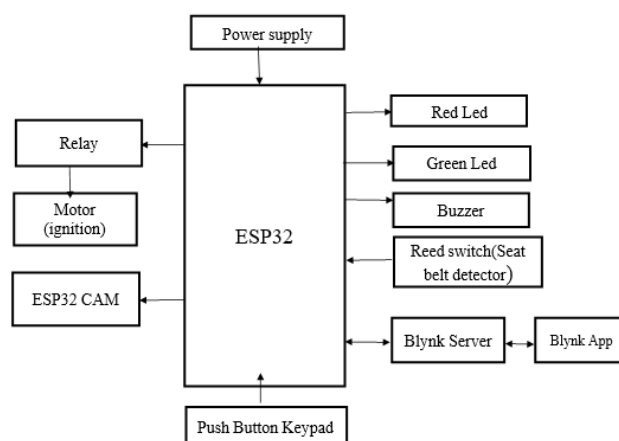 Power supply
Red Led
Relay
Green Led
Motor
(ignition)
Buzzer
ESP32
Reed switch(Seat
belt detector)
ESP32 CAM
Blynk Server
Blynk App
Push Button Keypad